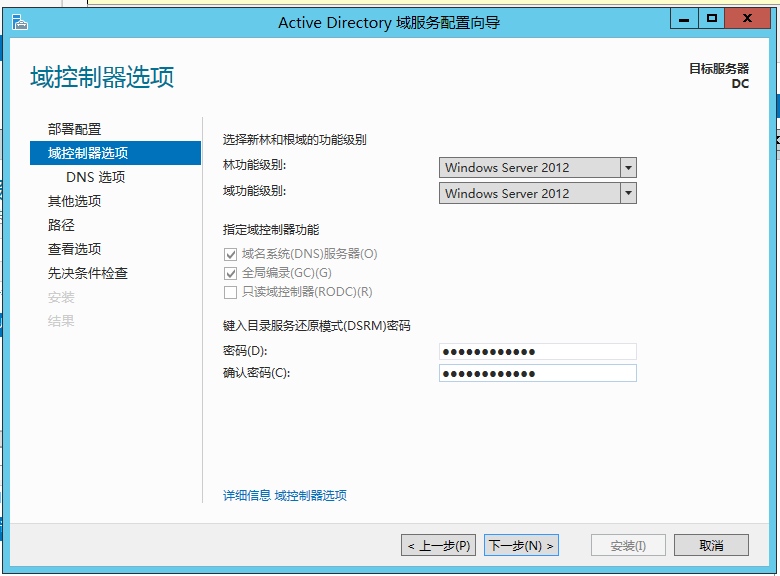 Active Directory 域服务配置向导
域控制器选项
目标服务器
DC
部署配置
域控制器选项
DNS 选项
其他选项
路径
查看选项
先决条件检查
安装
结果
选择新林和根域的功能级别
林功能级别: Windows Server 2012
域功能级别: Windows Server 2012
指定域控制器功能
域名系统(DNS)服务器(O)
全局编录(GC)(G)
只读域控制器(RODC)(R)
键入目录服务还原模式(DSRM)密码
密码(D): ●●●●●●●●●●●●
确认密码(C): ●●●●●●●●●●●●
详细信息 域控制器选项
< 上一步(P) 下一步(N) > 安装(I) 取消